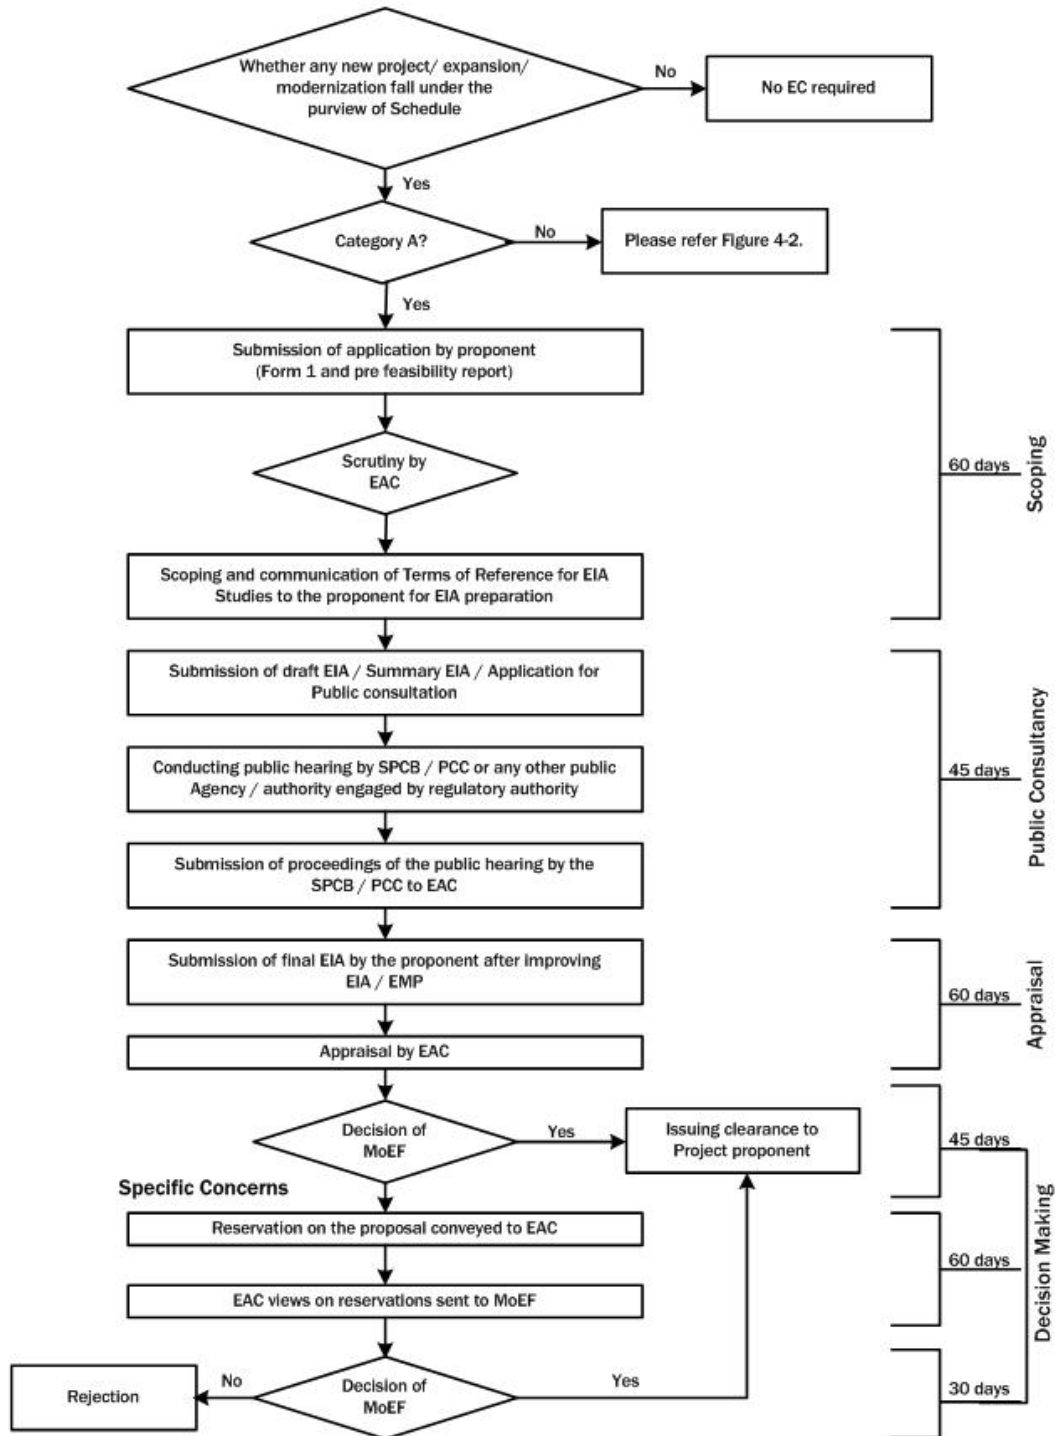 Whether any new project/ expansion/
modernization fall under the
purview of Schedule
No
No EC required
Yes
Category A?
No
Please refer Figure 4-2.
Yes
Submission of application by proponent
(Form 1 and pre feasibility report)
Scrutiny by
EAC
60 days
Scoping
Scoping and communication of Terms of Reference for EIA
Studies to the proponent for EIA preparation
Submission of draft EIA / Summary EIA / Application for
Public consultation
Conducting public hearing by SPCB / PCC or any other public
Agency / authority engaged by regulatory authority
45 days
Public Consultancy
Submission of proceedings of the public hearing by the
SPCB / PCC to EAC
Submission of final EIA by the proponent after improving
EIA / EMP
60 days
Appraisal
Appraisal by EAC
Decision of
MoEF
Yes
Issuing clearance to
Project proponent
45 days
Specific Concerns
Reservation on the proposal conveyed to EAC
60 days
Decision Making
EAC views on reservations sent to MoEF
Decision of
MoEF
No
Rejection
Yes
30 days